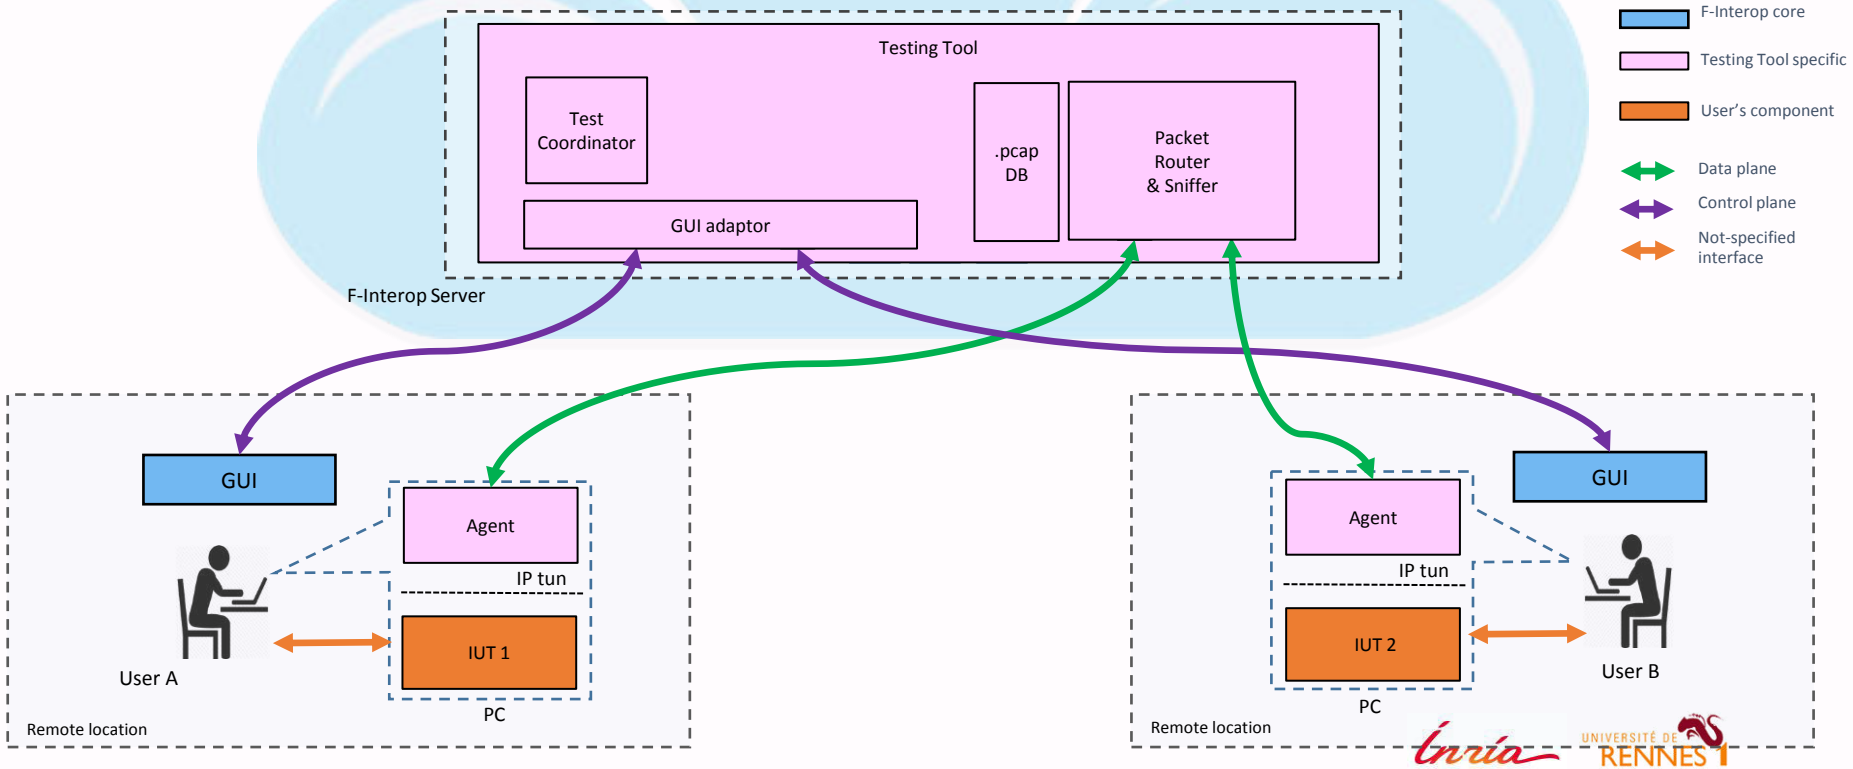 Testing Tool
Test
Coordinator
.pcap
DB
Packet
Router
& Sniffer
GUI adaptor
F-Interop Server
F-Interop core
Testing Tool specific
User's component
Data plane
Control plane
Not-specified
interface
GUI
Agent
IP tun
IUT 1
User A
PC
Remote location
GUI
Agent
IP tun
IUT 2
User B
PC
Remote location
Inria
UNIVERSITÉ DE
RENNES 1